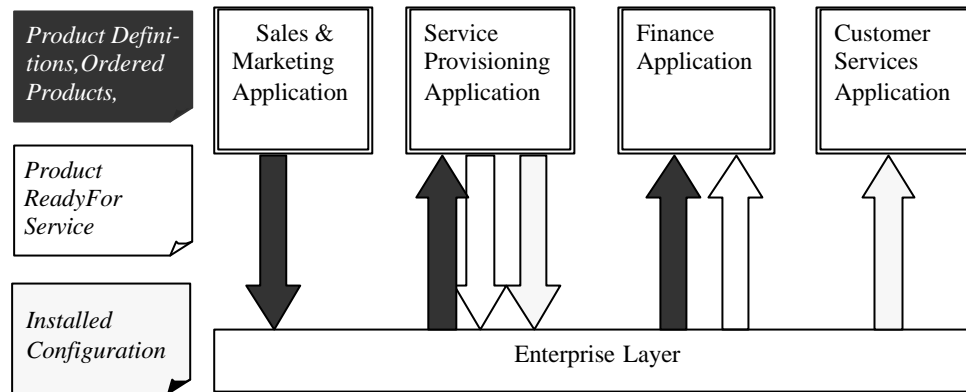 Product Defini-
tions,Ordered
Products,
Sales &
Marketing
Application
Service
Provisioning
Application
Finance
Application
Customer
Services
Application
Product
ReadyFor
Service
Installed
Configuration
Enterprise Layer